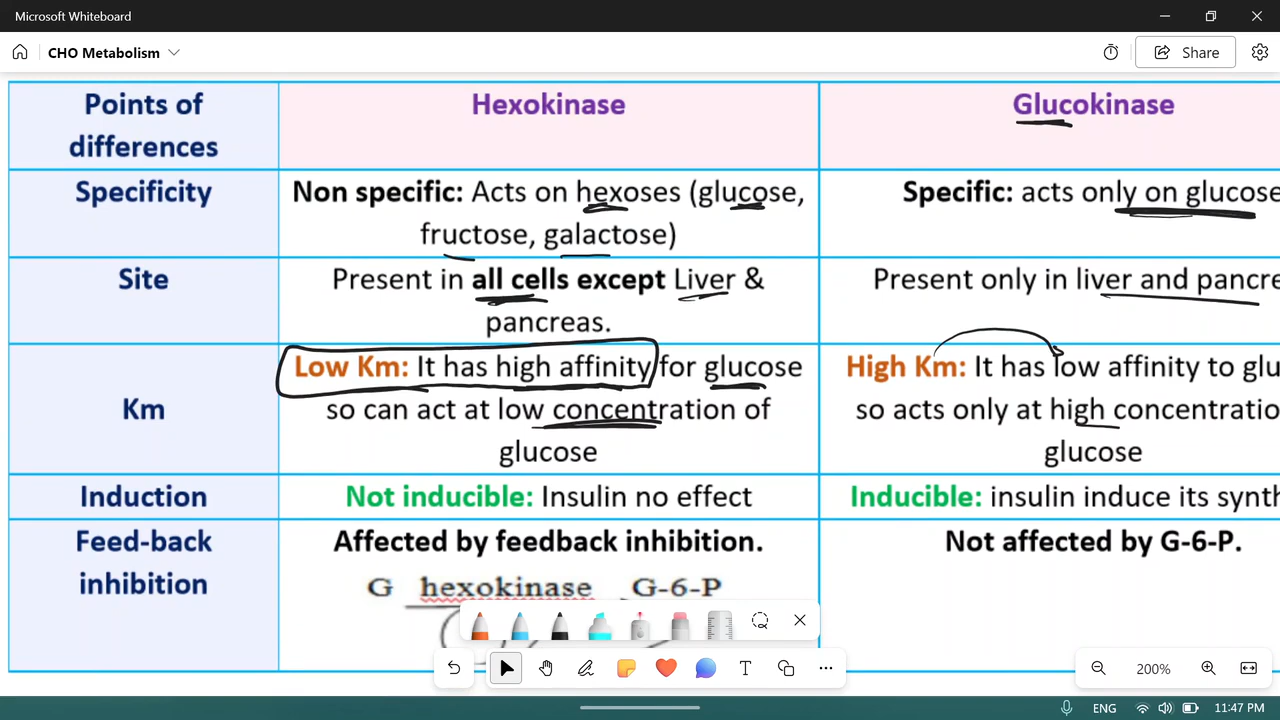 Microsoft Whiteboard
CHO Metabolism
Share
Points of differences
Hexokinase
Glucokinase
Specificity
Non specific: Acts on hexoses (glucose,
fructose, galactose)
Specific: acts only on glucose
Site
Present in all cells except Liver &
pancreas.
Present only in liver and pancre
Km
Low Km: It has high affinity for glucose
so can act at low concentration of
glucose
High Km: It has low affinity to glu
so acts only at high concentratio
glucose
Induction
Not inducible: Insulin no effect
Inducible: insulin induce its synth
Feed-back
inhibition
Affected by feedback inhibition.
G hexokinase G-6-P
Not affected by G-6-P.
200%
ENG
11:47 PM